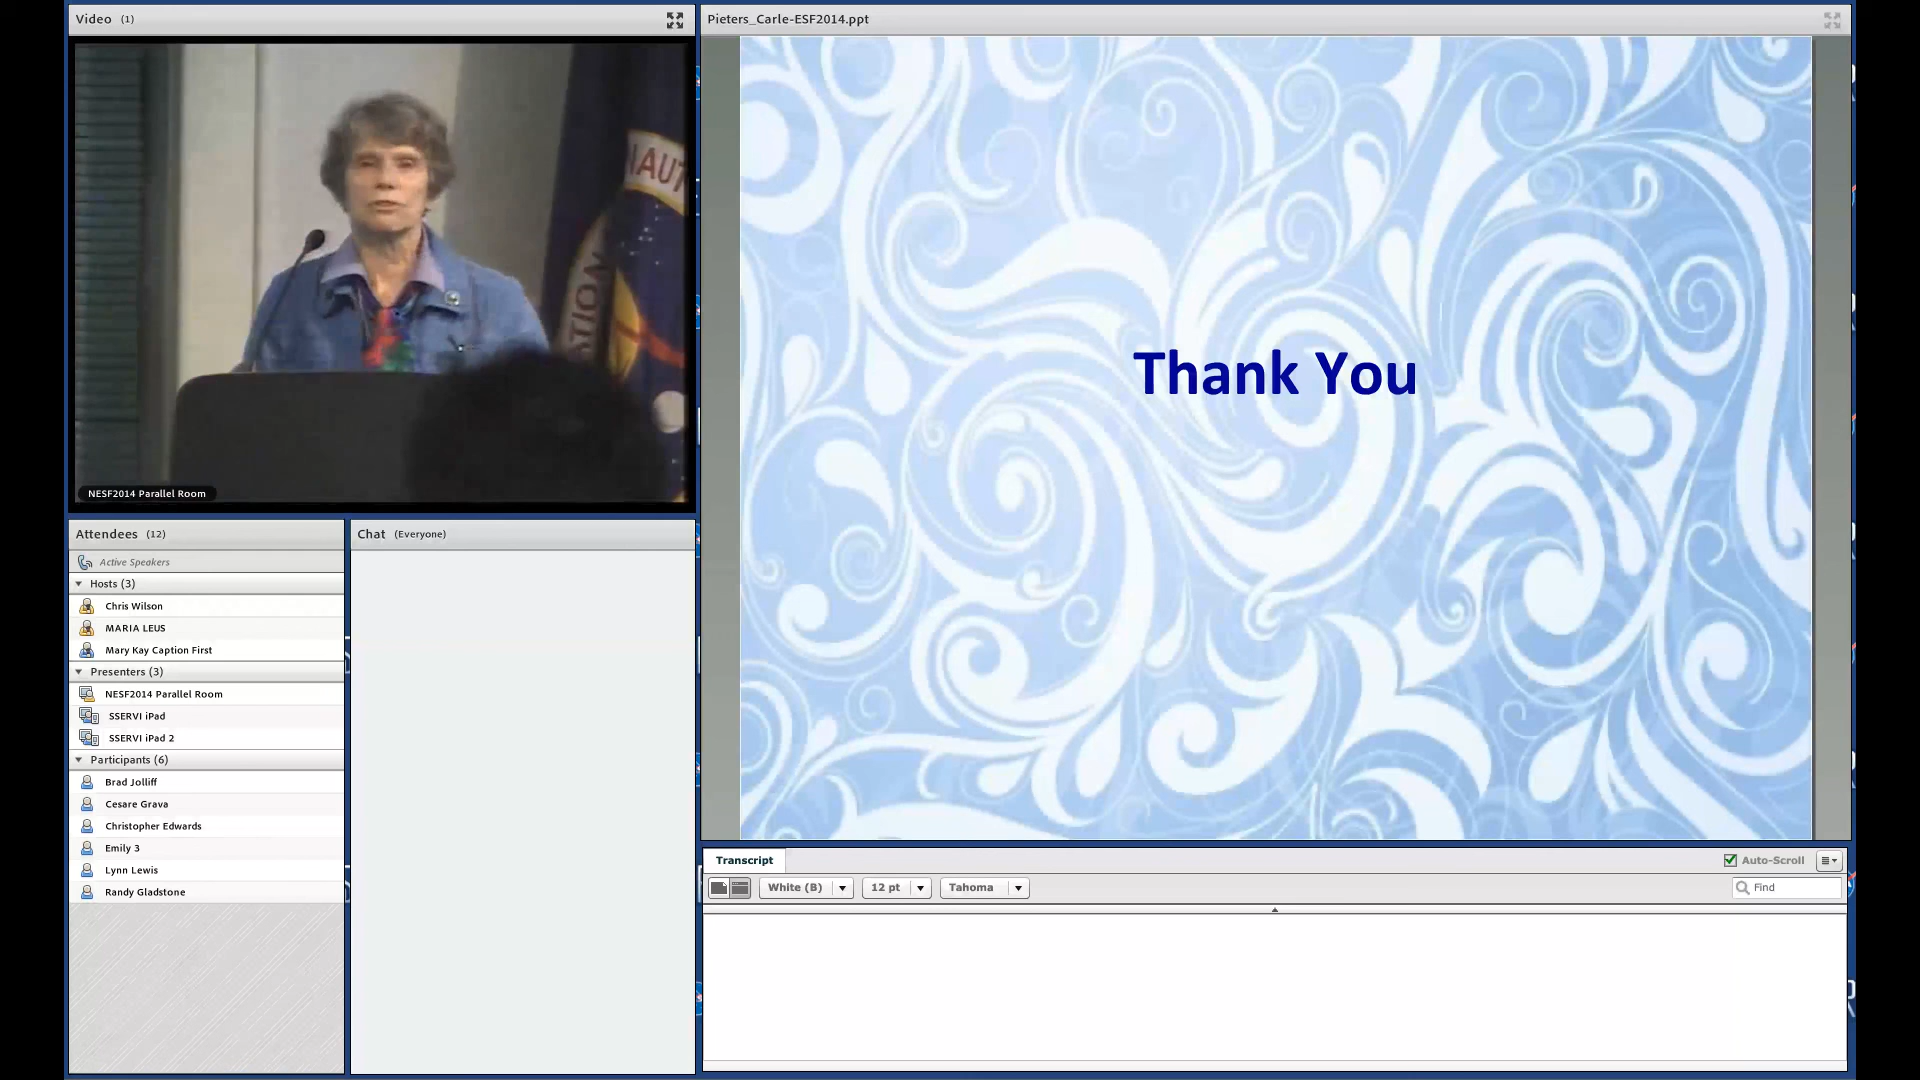 Video (1)
NAUT
ATION
NESF2014 Parallel Room
Pieters_Carle-ESF2014.ppt
Thank You
Attendees (12)
Active Speakers
Hosts (3)
Chris Wilson
MARIA LEUS
Mary Kay Caption First
Presenters (3)
NESF2014 Parallel Room
SSERVI iPad
SSERVI iPad 2
Participants (6)
Brad Jolliff
Cesare Grava
Christopher Edwards
Emily 3
Lynn Lewis
Randy Gladstone
Chat (Everyone)
Transcript
Auto-Scroll
White (B)
12 pt
Tahoma
Find